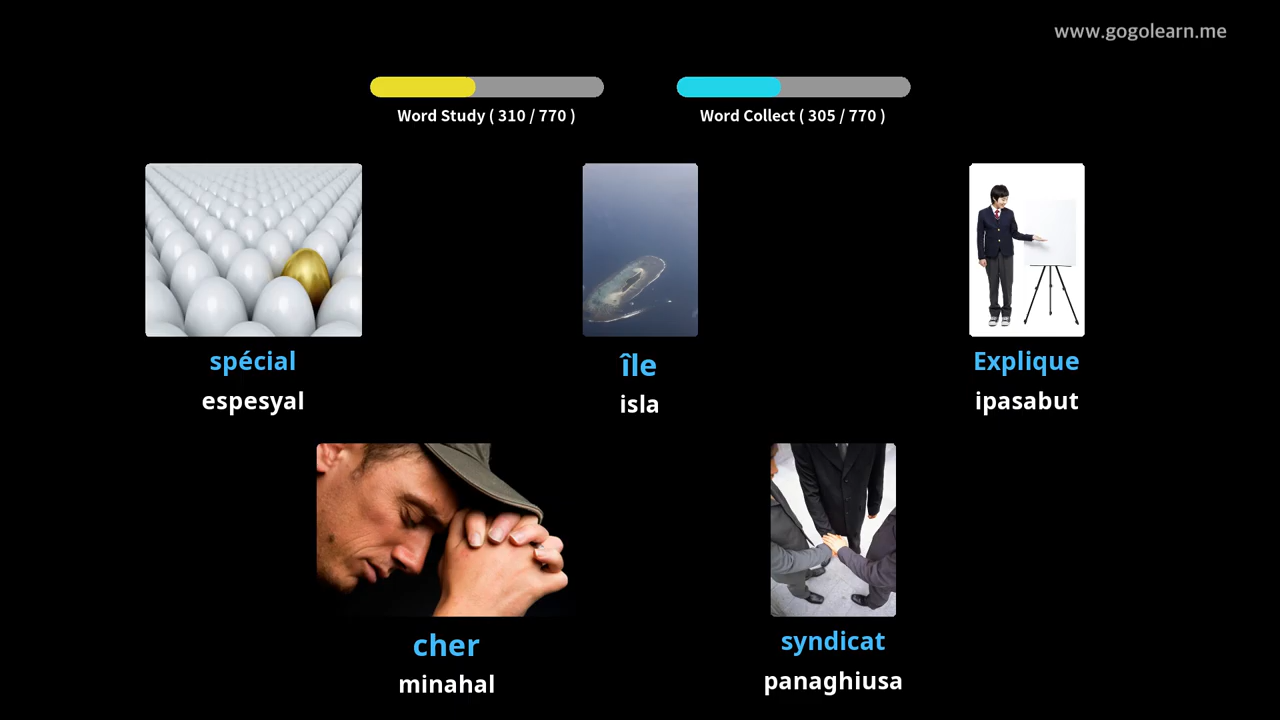 www.gogolearn.me
Word Study ( 310 / 770 )
Word Collect ( 305 / 770 )
spécial
espesyal
île
isla
Explique
ipasabut
cher
minahal
syndicat
panaghiusa